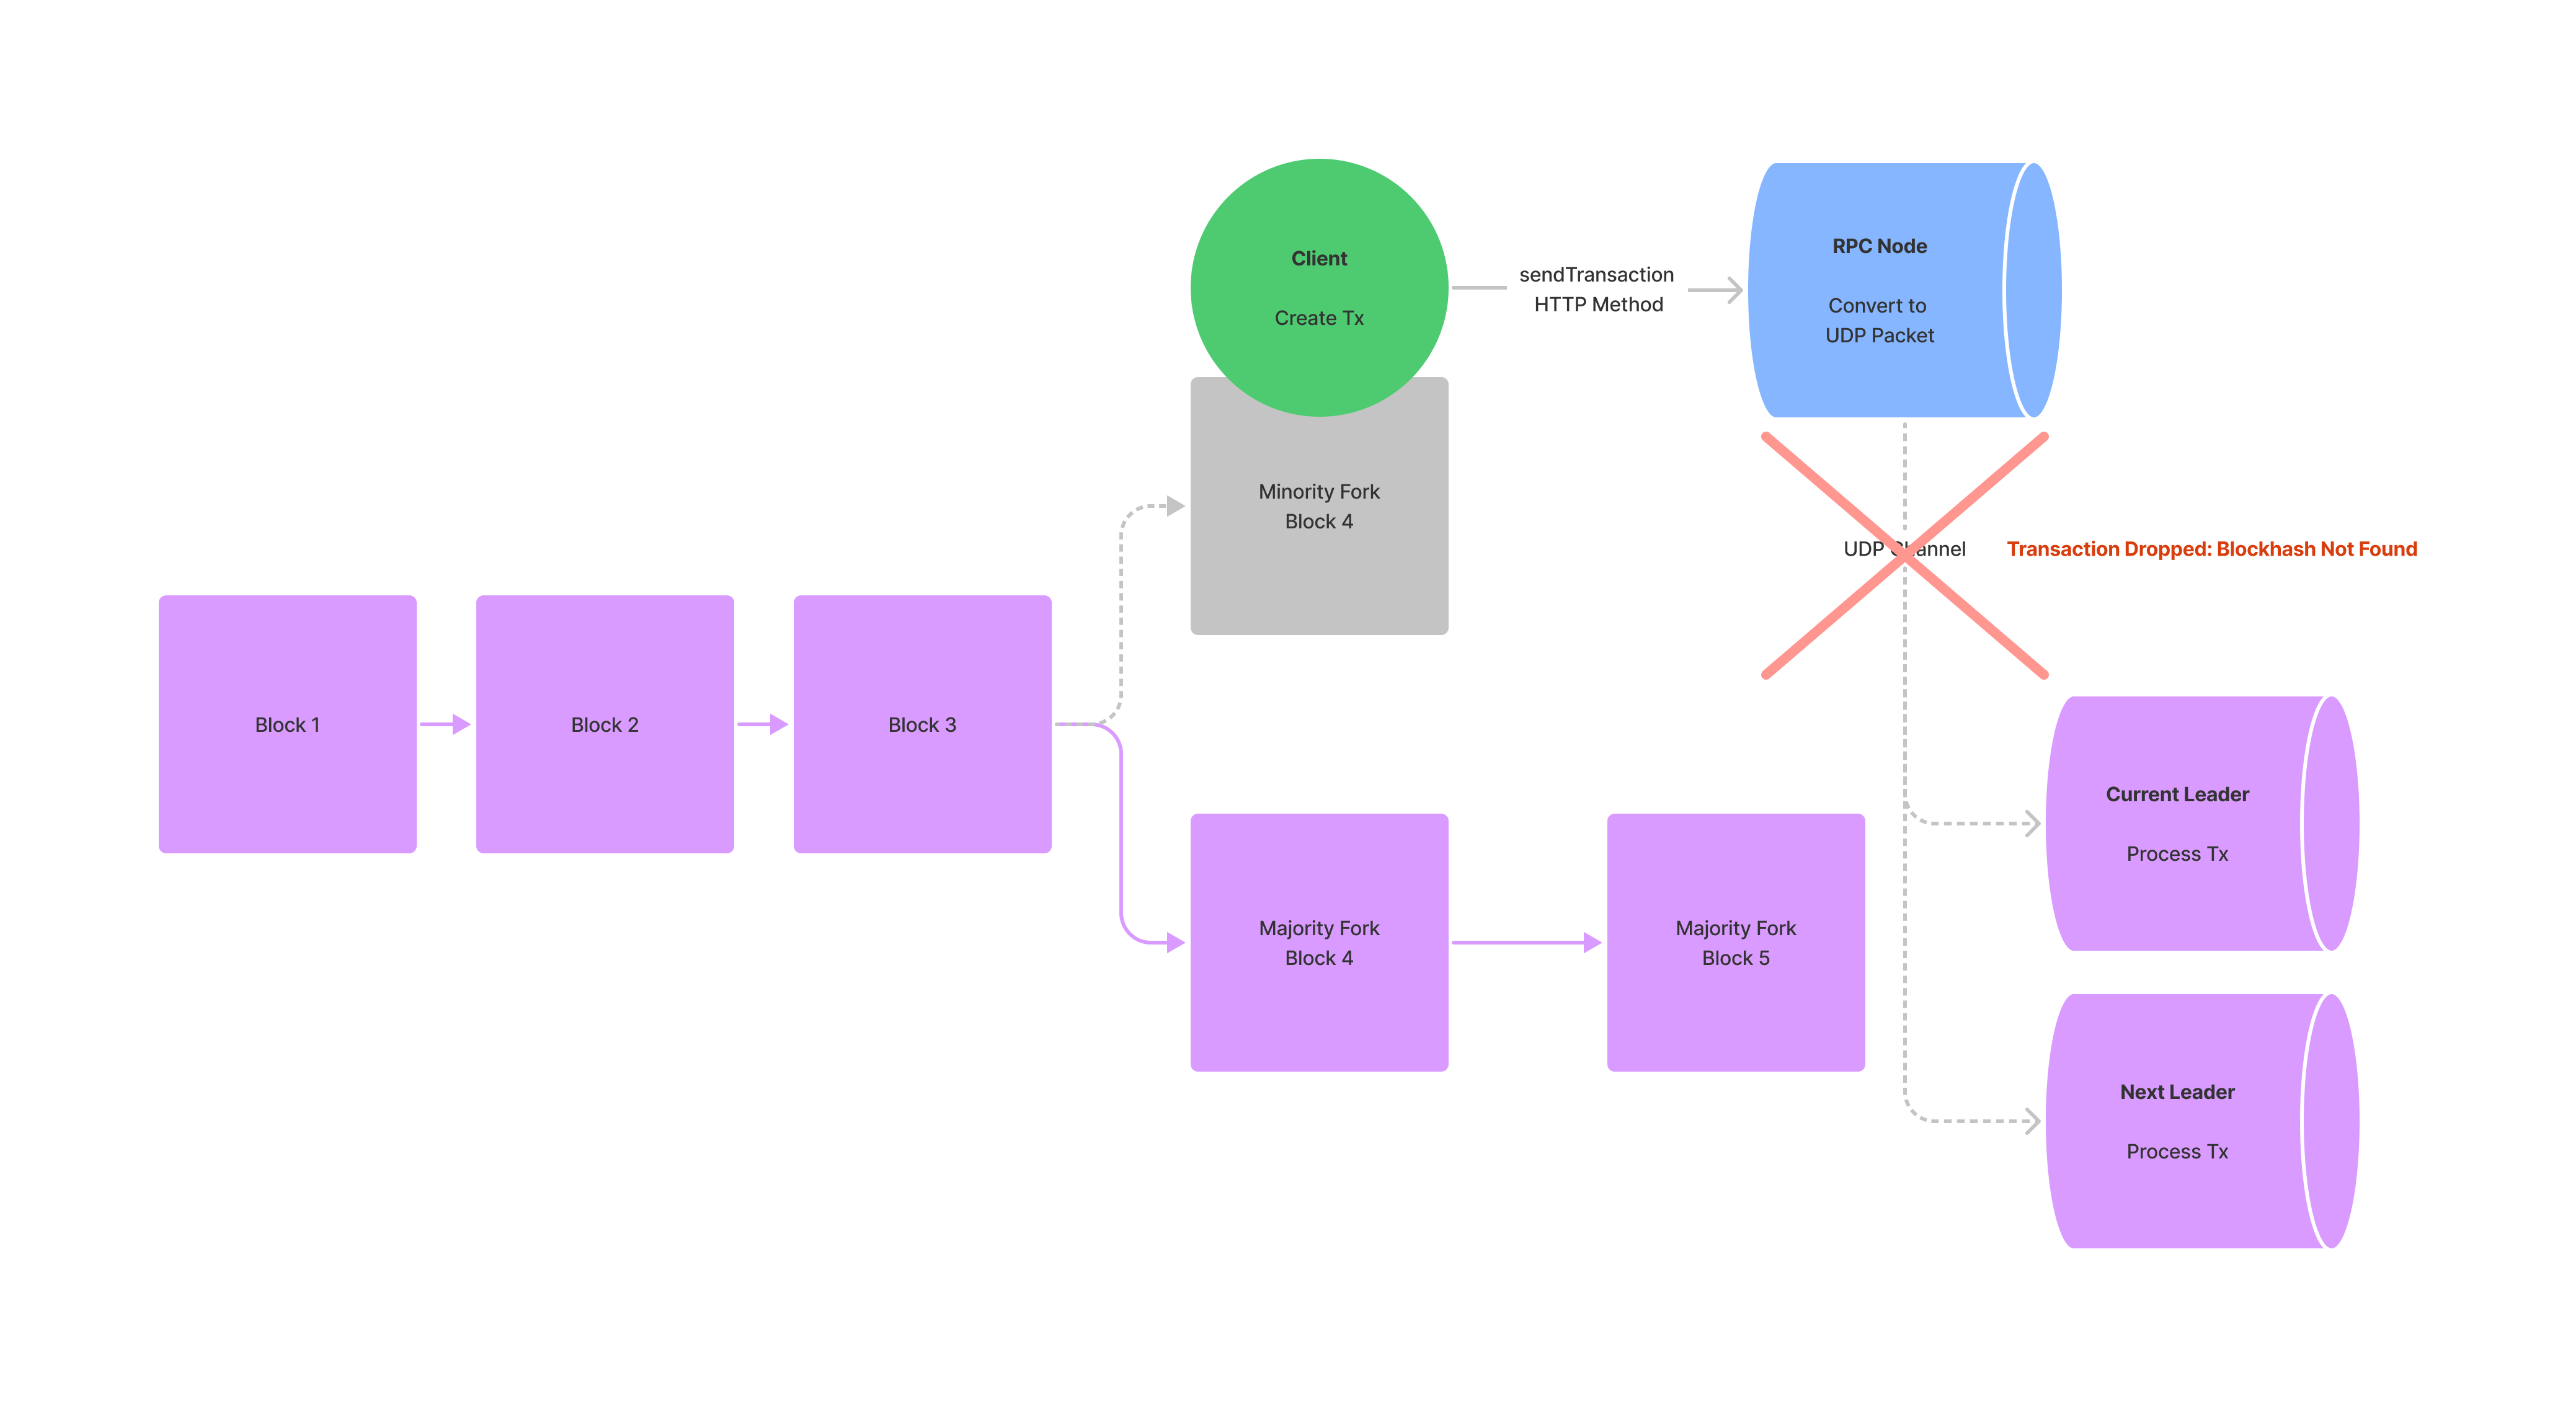 Client
Create Tx
sendTransaction
HTTP Method
RPC Node
Convert to
UDP Packet
Minority Fork
Block 4
UDP Channel
Transaction Dropped: Blockhash Not Found
Block 1
Block 2
Block 3
Majority Fork
Block 4
Majority Fork
Block 5
Current Leader
Process Tx
Next Leader
Process Tx